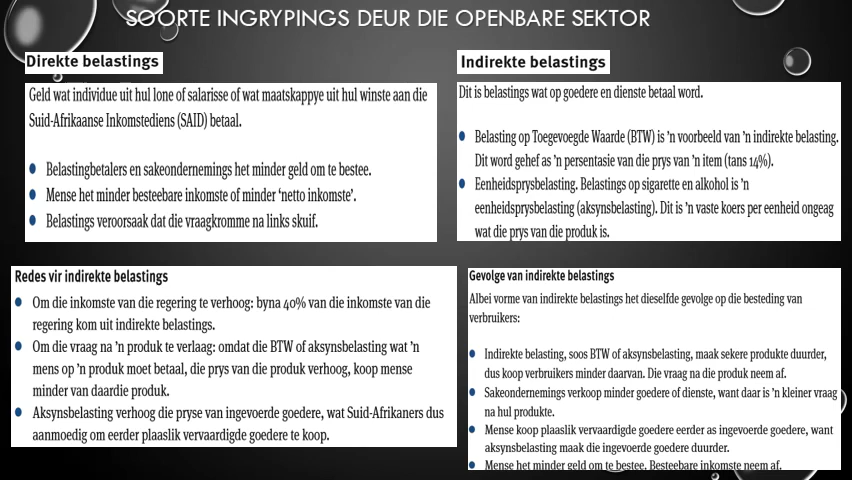 SOORTE INGRYPINGS DEUR DIE OPENBARE SEKTOR
Direkte belastings
Geld wat individue uit hul lone of salarisse of wat maatskappye uit hul winste aan die
Suid-Afrikaanse Inkomstediens (SAID) betaal.
Belastingbetalers en sakeondernemings het minder geld om te bestee.
Mense het minder besteebare inkomste of minder ‘netto inkomste’.
Belastings veroorsaak dat die vraagkromme na links skuif.
Indirekte belastings
Dit is belastings wat op goedere en dienste betaal word.
Belasting op Toegevoegde Waarde (BTW) is ’n voorbeeld van ’n indirekte belasting.
Dit word gehef as ’n persentasie van die prys van ’n item (tans 14%).
Eenheidsprysbelasting. Belastings op sigarette en alkohol is ’n
eenheidsprysbelasting (aksynsbelasting). Dit is ’n vaste koers per eenheid ongeag
wat die prys van die produk is.
Redes vir indirekte belastings
Om die inkomste van die regering te verhoog: byna 40% van die inkomste van die
regering kom uit indirekte belastings.
Om die vraag na ’n produk te verlaag: omdat die BTW of aksynsbelasting wat ’n
mens op ’n produk moet betaal, die prys van die produk verhoog, koop mense
minder van daardie produk.
Aksynsbelasting verhoog die pryse van ingevoerde goedere, wat Suid-Afrikaners dus
aanmoedig om eerder plaaslik vervaardigde goedere te koop.
Gevolge van indirekte belastings
Albei vorme van indirekte belastings het dieselfde gevolge op die besteding van
verbruikers:
Indirekte belasting, soos BTW of aksynsbelasting, maak sekere produkte duurder,
dus koop verbruikers minder daarvan. Die vraag na die produk neem af.
Sakeondernemings verkoop minder goedere of dienste, want daar is ’n kleiner vraag
na hul produkte.
Mense koop plaaslik vervaardigde goedere eerder as ingevoerde goedere, want
aksynsbelasting maak die ingevoerde goedere duurder.
Mense het minder geld om te bestee. Besteebare inkomste neem af.